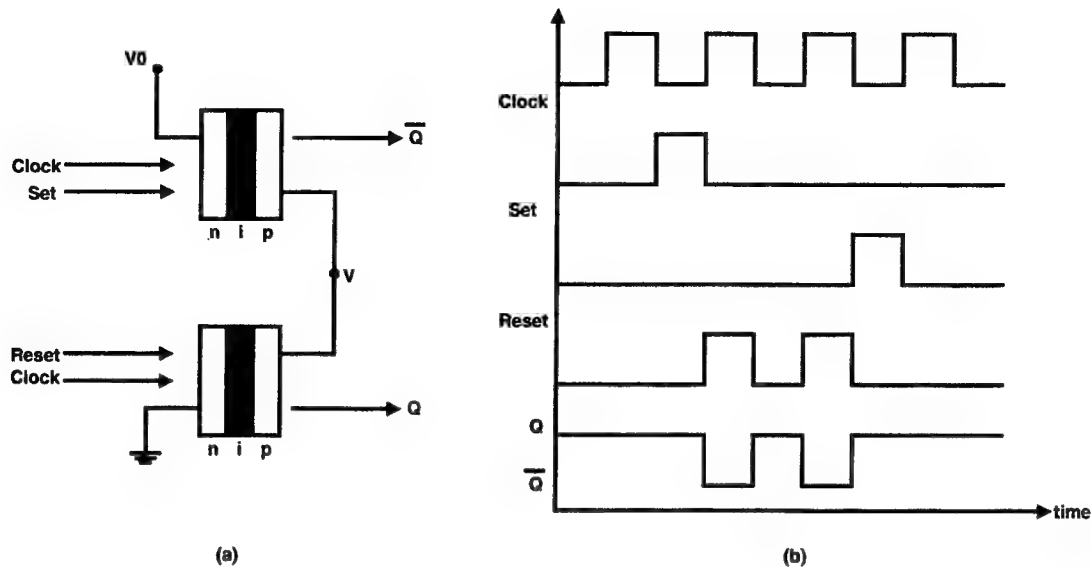 V0
Q̅
Clock
Set
n i p
V
Reset
Clock
Q
n i p
(a)
Clock
Set
Reset
Q
Q̅
time
(b)